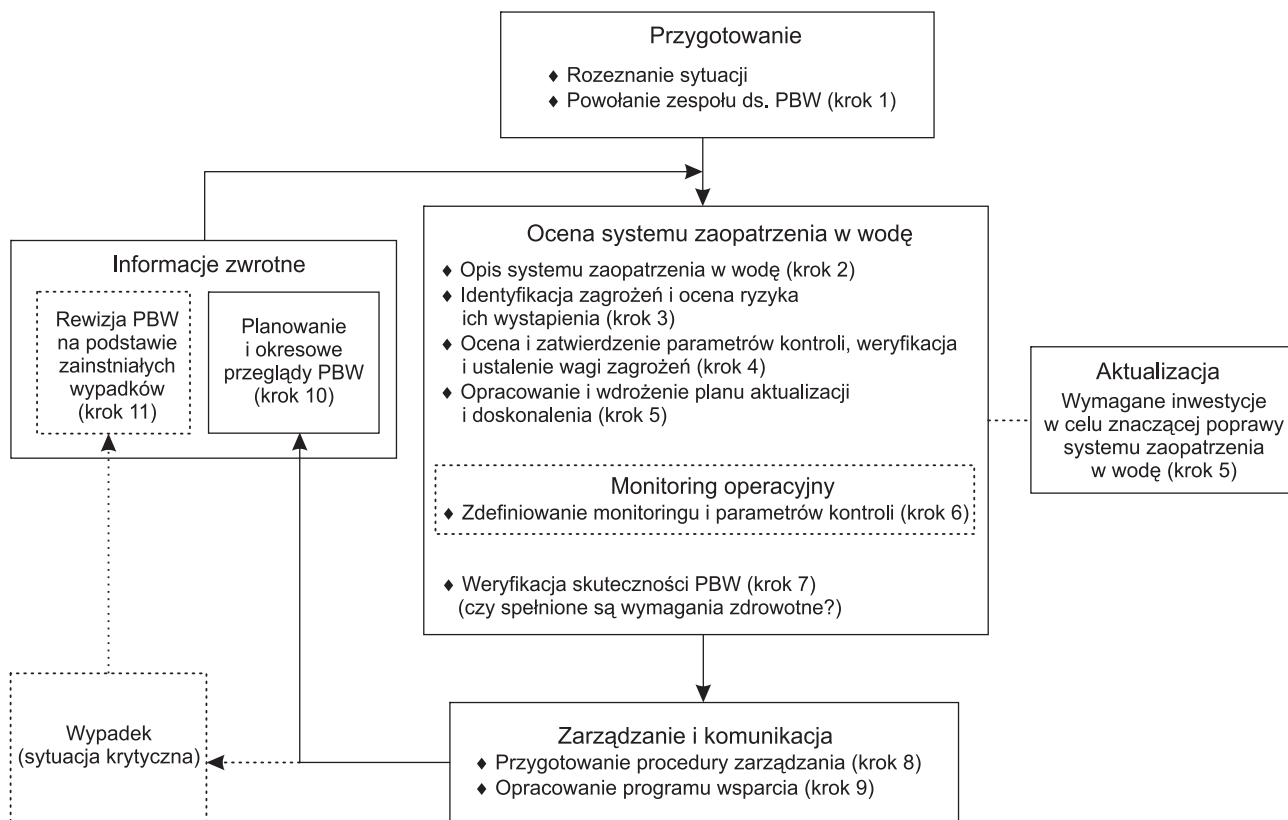 Przygotowanie
♦ Rozeznanie sytuacji
♦ Powołanie zespołu ds. PBW (krok 1)
Ocena systemu zaopatrzenia w wodę
♦ Opis systemu zaopatrzenia w wodę (krok 2)
♦ Identyfikacja zagrożeń i ocena ryzyka
ich wystapienia (krok 3)
♦ Ocena i zatwierdzenie parametrów kontroli, weryfikacja
i ustalenie wagi zagrożeń (krok 4)
♦ Opracowanie i wdrożenie planu aktualizacji
i doskonalenia (krok 5)
Monitoring operacyjny
♦ Zdefiniowanie monitoringu i parametrów kontroli (krok 6)
♦ Weryfikacja skuteczności PBW (krok 7)
(czy spełnione są wymagania zdrowotne?)
Aktualizacja
Wymagane inwestycje
w celu znaczącej poprawy
systemu zaopatrzenia
w wodę (krok 5)
Informacje zwrotne
Rewizja PBW
na podstawie
zainstniałych
wypadków
(krok 11)
Planowanie
i okresowe
przeglądy PBW
(krok 10)
Wypadek
(sytuacja krytyczna)
Zarządzanie i komunikacja
♦ Przygotowanie procedury zarządzania (krok 8)
♦ Opracowanie programu wsparcia (krok 9)